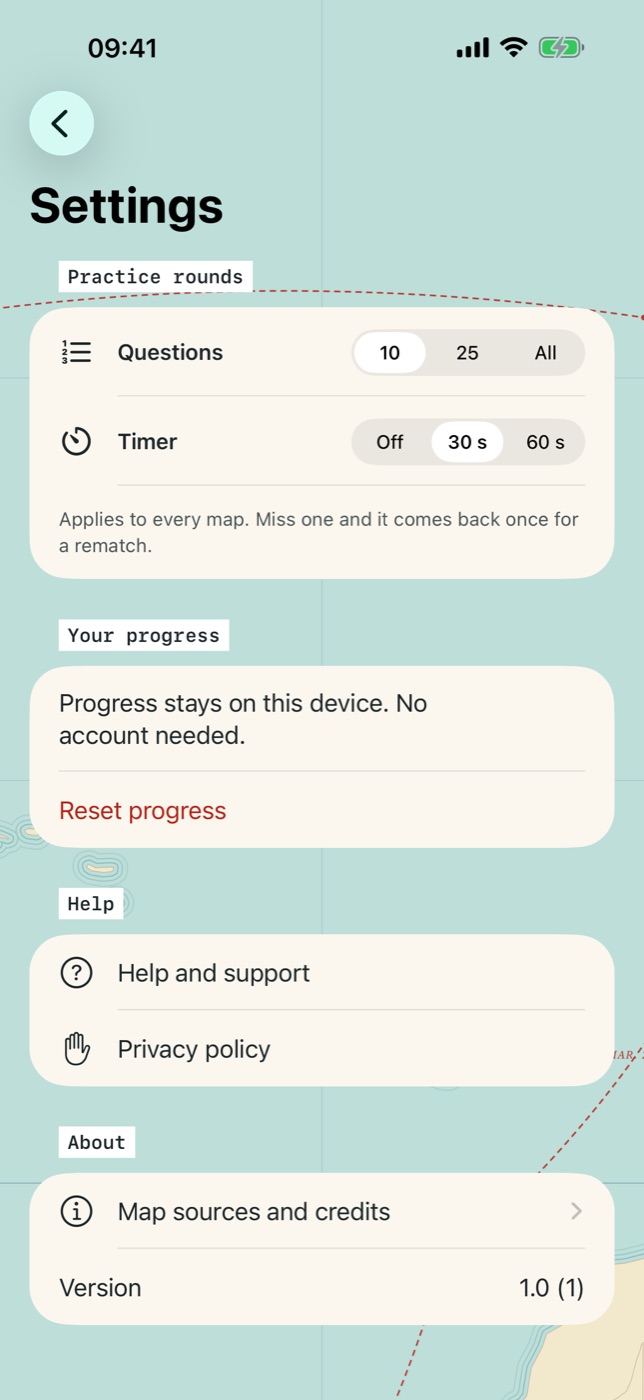 09:41
Settings
Practice rounds
Questions
10 25 All
Timer
Off 30 s 60 s
Applies to every map. Miss one and it comes back once for
a rematch.
Your progress
Progress stays on this device. No
account needed.
Reset progress
Help
Help and support
Privacy policy
About
Map sources and credits
Version 1.0 (1)